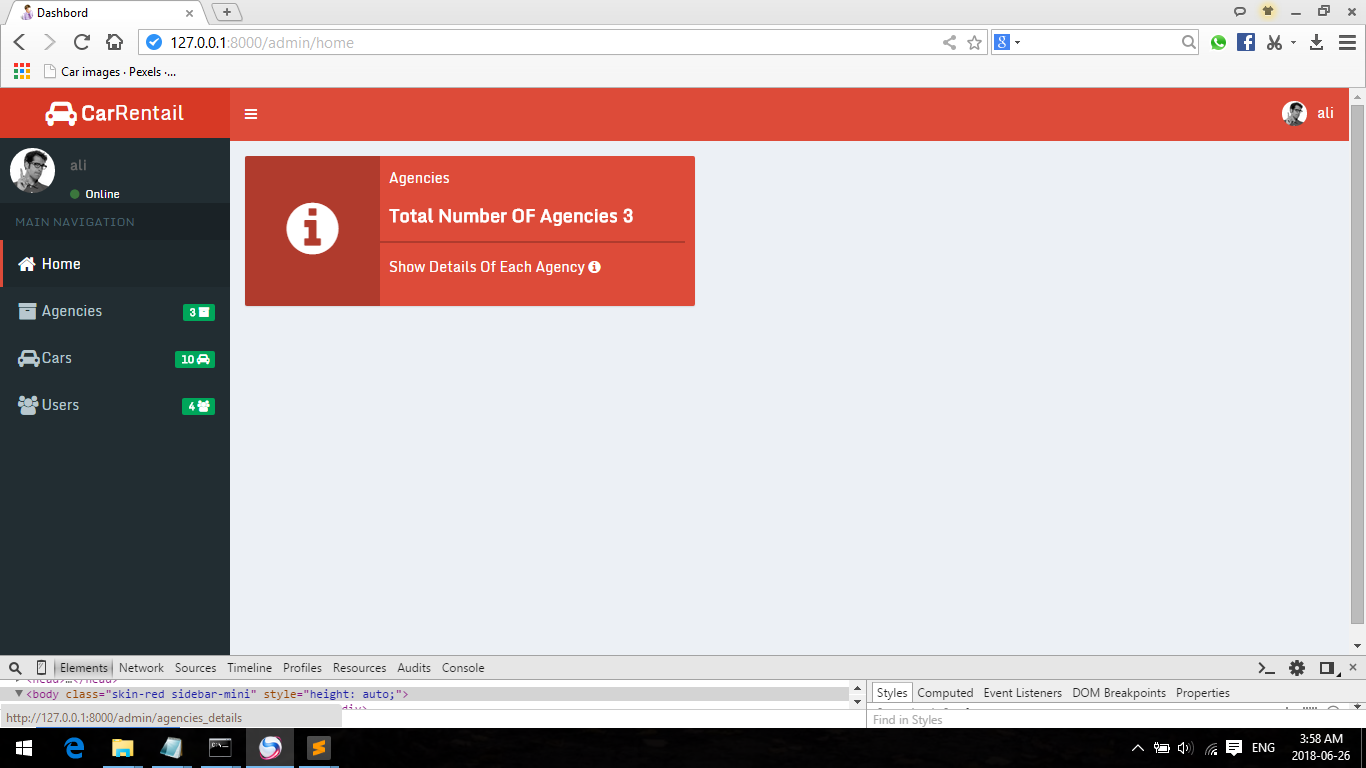 Dashbord
127.0.0.1:8000/admin/home
Car images · Pexels ·...
CarRentail
ali
ali
Online
MAIN NAVIGATION
Home
Agencies
3
Cars
10
Users
4
Agencies
Total Number OF Agencies 3
Show Details Of Each Agency
Elements Network Sources Timeline Profiles Resources Audits Console
<body class="skin-red sidebar-mini" style="height: auto;">
http://127.0.0.1:8000/admin/agencies_details
Styles Computed Event Listeners DOM Breakpoints Properties
Find in Styles
ENG
3:58 AM
2018-06-26